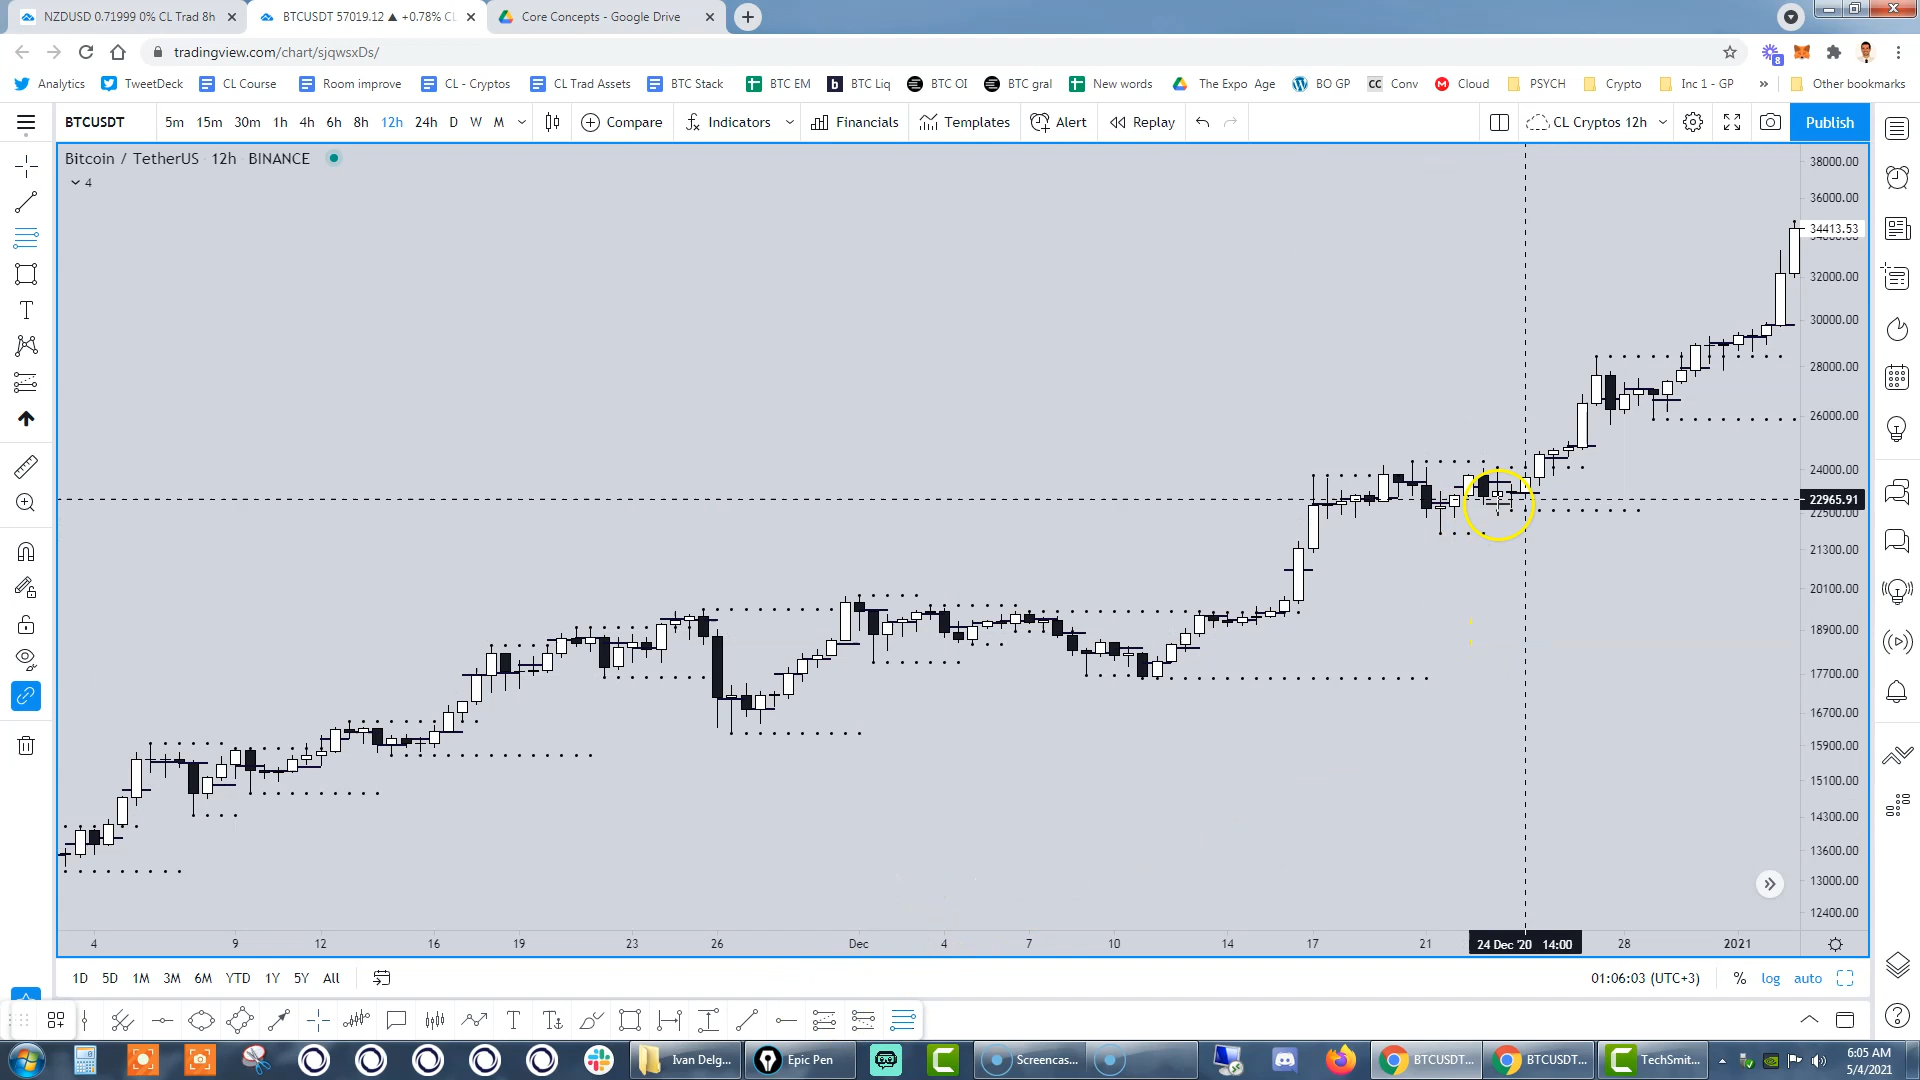 NZDUSD 0.71999 0% CL Trad 8h
BTCUSDT 57019.12 ▲ +0.78% CL
Core Concepts - Google Drive
tradingview.com/chart/sjqwsxDs/
8
Analytics
TweetDeck
CL Course
Room improve
CL - Cryptos
CL Trad Assets
BTC Stack
BTC EM
BTC Liq
BTC OI
BTC gral
New words
The Expo Age
BO GP
CC Conv
Cloud
PSYCH
Crypto
Inc 1 - GP
»
Other bookmarks
BTCUSDT
5m 15m 30m 1h 4h 6h 8h 12h 24h D W M
Compare
Indicators
Financials
Templates
Alert
Replay
CL Cryptos 12h
Publish
Bitcoin / TetherUS 12h BINANCE
4
38000.00
36000.00
34413.53
32000.00
30000.00
28000.00
26000.00
24000.00
22965.91
22500.00
21300.00
20100.00
18900.00
17700.00
16700.00
15900.00
15100.00
14300.00
13600.00
13000.00
12400.00
4 9 12 16 19 23 26 Dec 4 7 10 14 17 21 24 Dec '20 14:00 28 2021
1D 5D 1M 3M 6M YTD 1Y 5Y All
01:06:03 (UTC+3)
% log auto
Ivan Delg...
Epic Pen
Screencas...
BTCUSDT...
BTCUSDT...
TechSmit...
6:05 AM
5/4/2021